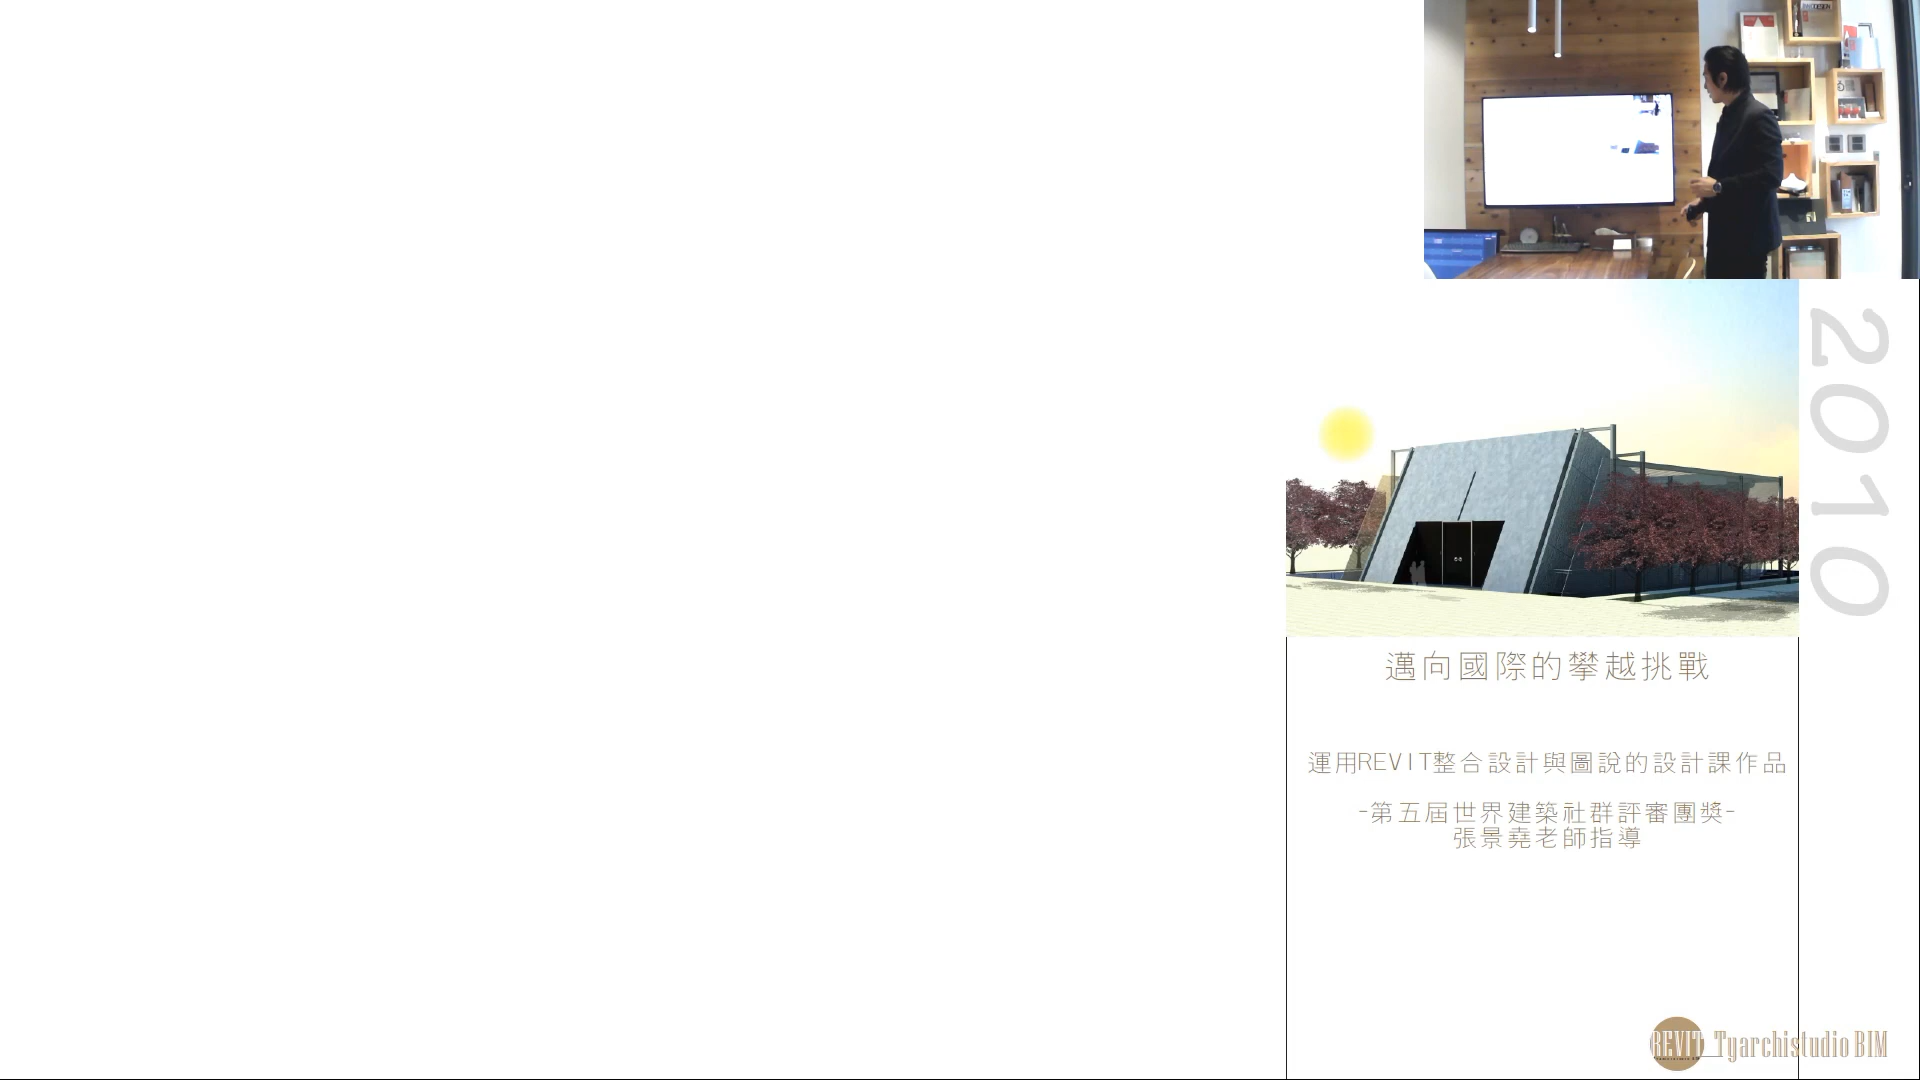 2010
邁向國際的攀越挑戰
運用REVIT整合設計與圖說的設計課作品
-第五屆世界建築社群評審團獎-
張景堯老師指導
REVIT Tyarchistudio BIM